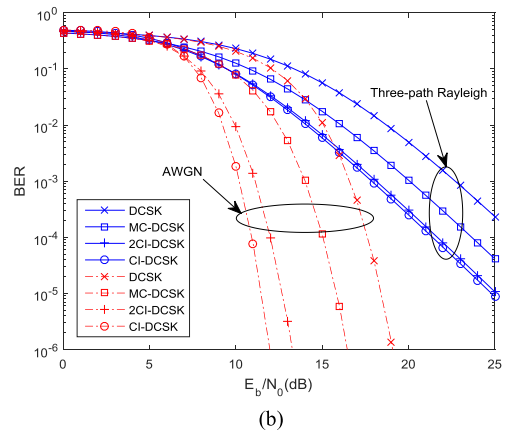 (b)
10^0
10^-1
10^-2
10^-3
10^-4
10^-5
10^-6
BER
Three-path Rayleigh
AWGN
DCSK
MC-DCSK
2CI-DCSK
CI-DCSK
DCSK
MC-DCSK
2CI-DCSK
CI-DCSK
0 5 10 15 20 25
E_b/N_0(dB)
(b)